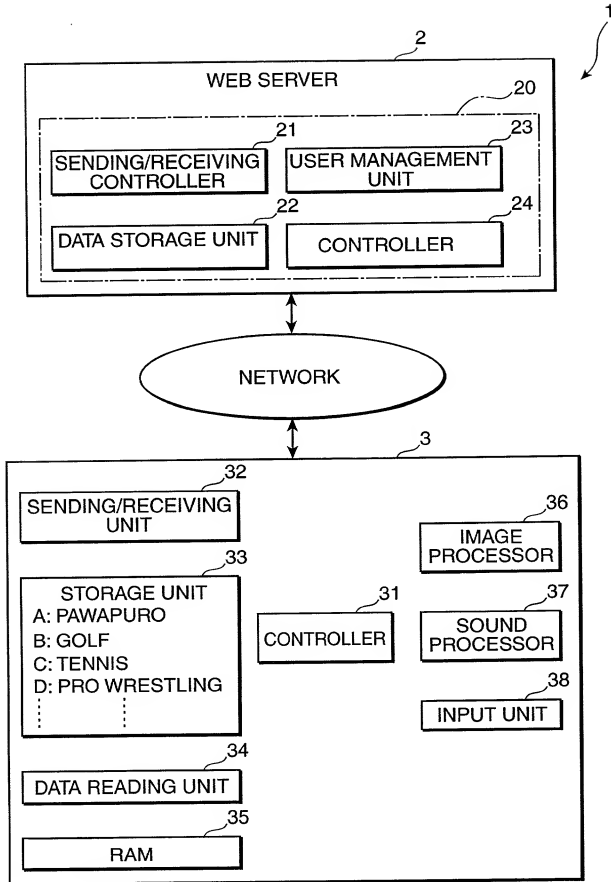 1
2
WEB SERVER
20
21
SENDING/RECEIVING
CONTROLLER
23
USER MANAGEMENT
UNIT
22
DATA STORAGE UNIT
24
CONTROLLER
NETWORK
3
32
SENDING/RECEIVING
UNIT
33
STORAGE UNIT
A: PAWAPURO
B: GOLF
C: TENNIS
D: PRO WRESTLING
34
DATA READING UNIT
35
RAM
31
CONTROLLER
36
IMAGE
PROCESSOR
37
SOUND
PROCESSOR
38
INPUT UNIT